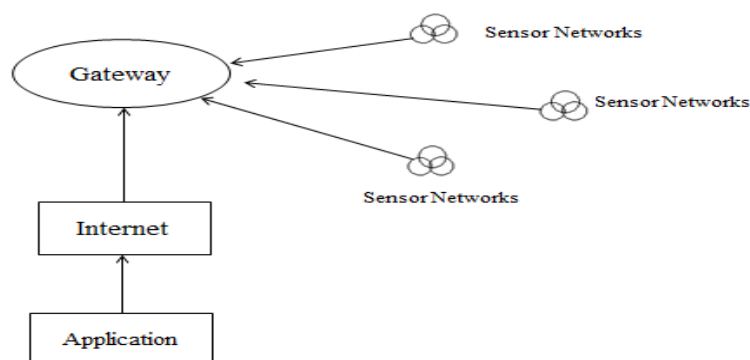 Sensor Networks
Gateway
Sensor Networks
Sensor Networks
Internet
Application